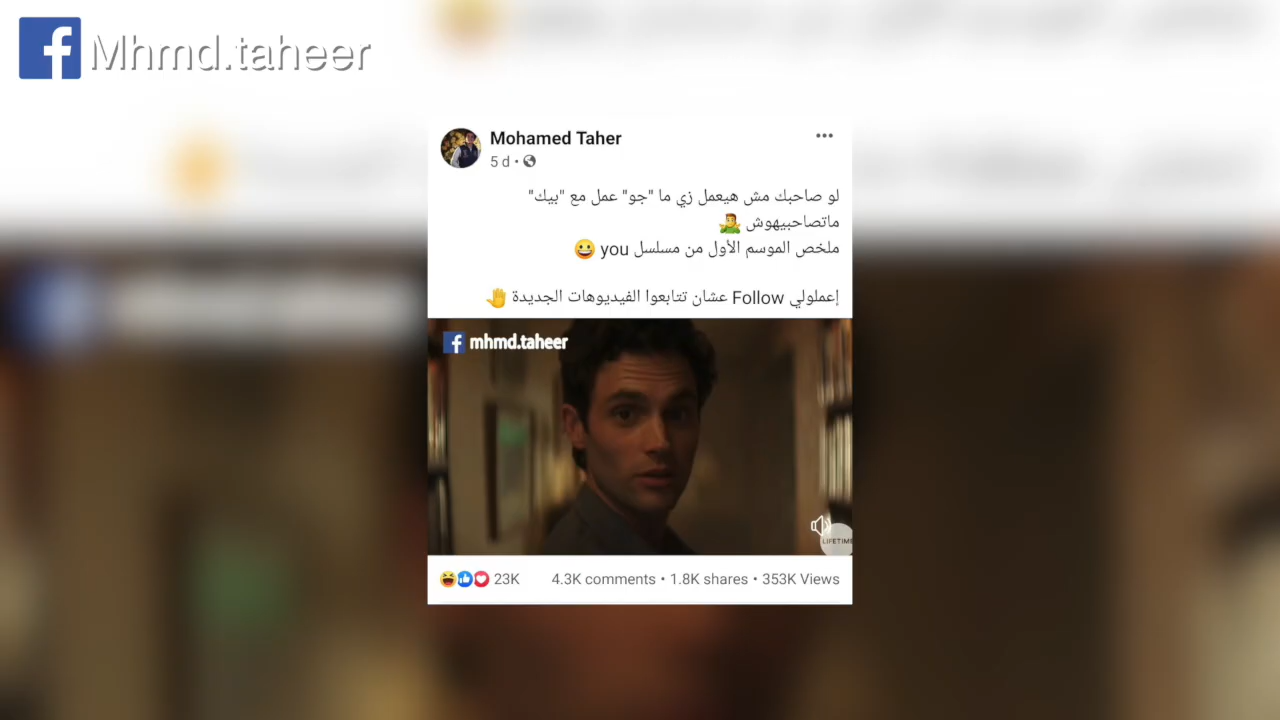 Mhmd.taheer
Mohamed Taher
5 d
لو صاحبك مش هيعمل زي ما "جو" عمل مع "بيك"
ماتصاحبيهوش 🤷‍♂️
ملخص الموسم الأول من مسلسل you 😀
إعملولي Follow عشان تتابعوا الفيديوهات الجديدة 🤚
mhmd.taheer
LIFETIME
23K 4.3K comments • 1.8K shares • 353K Views